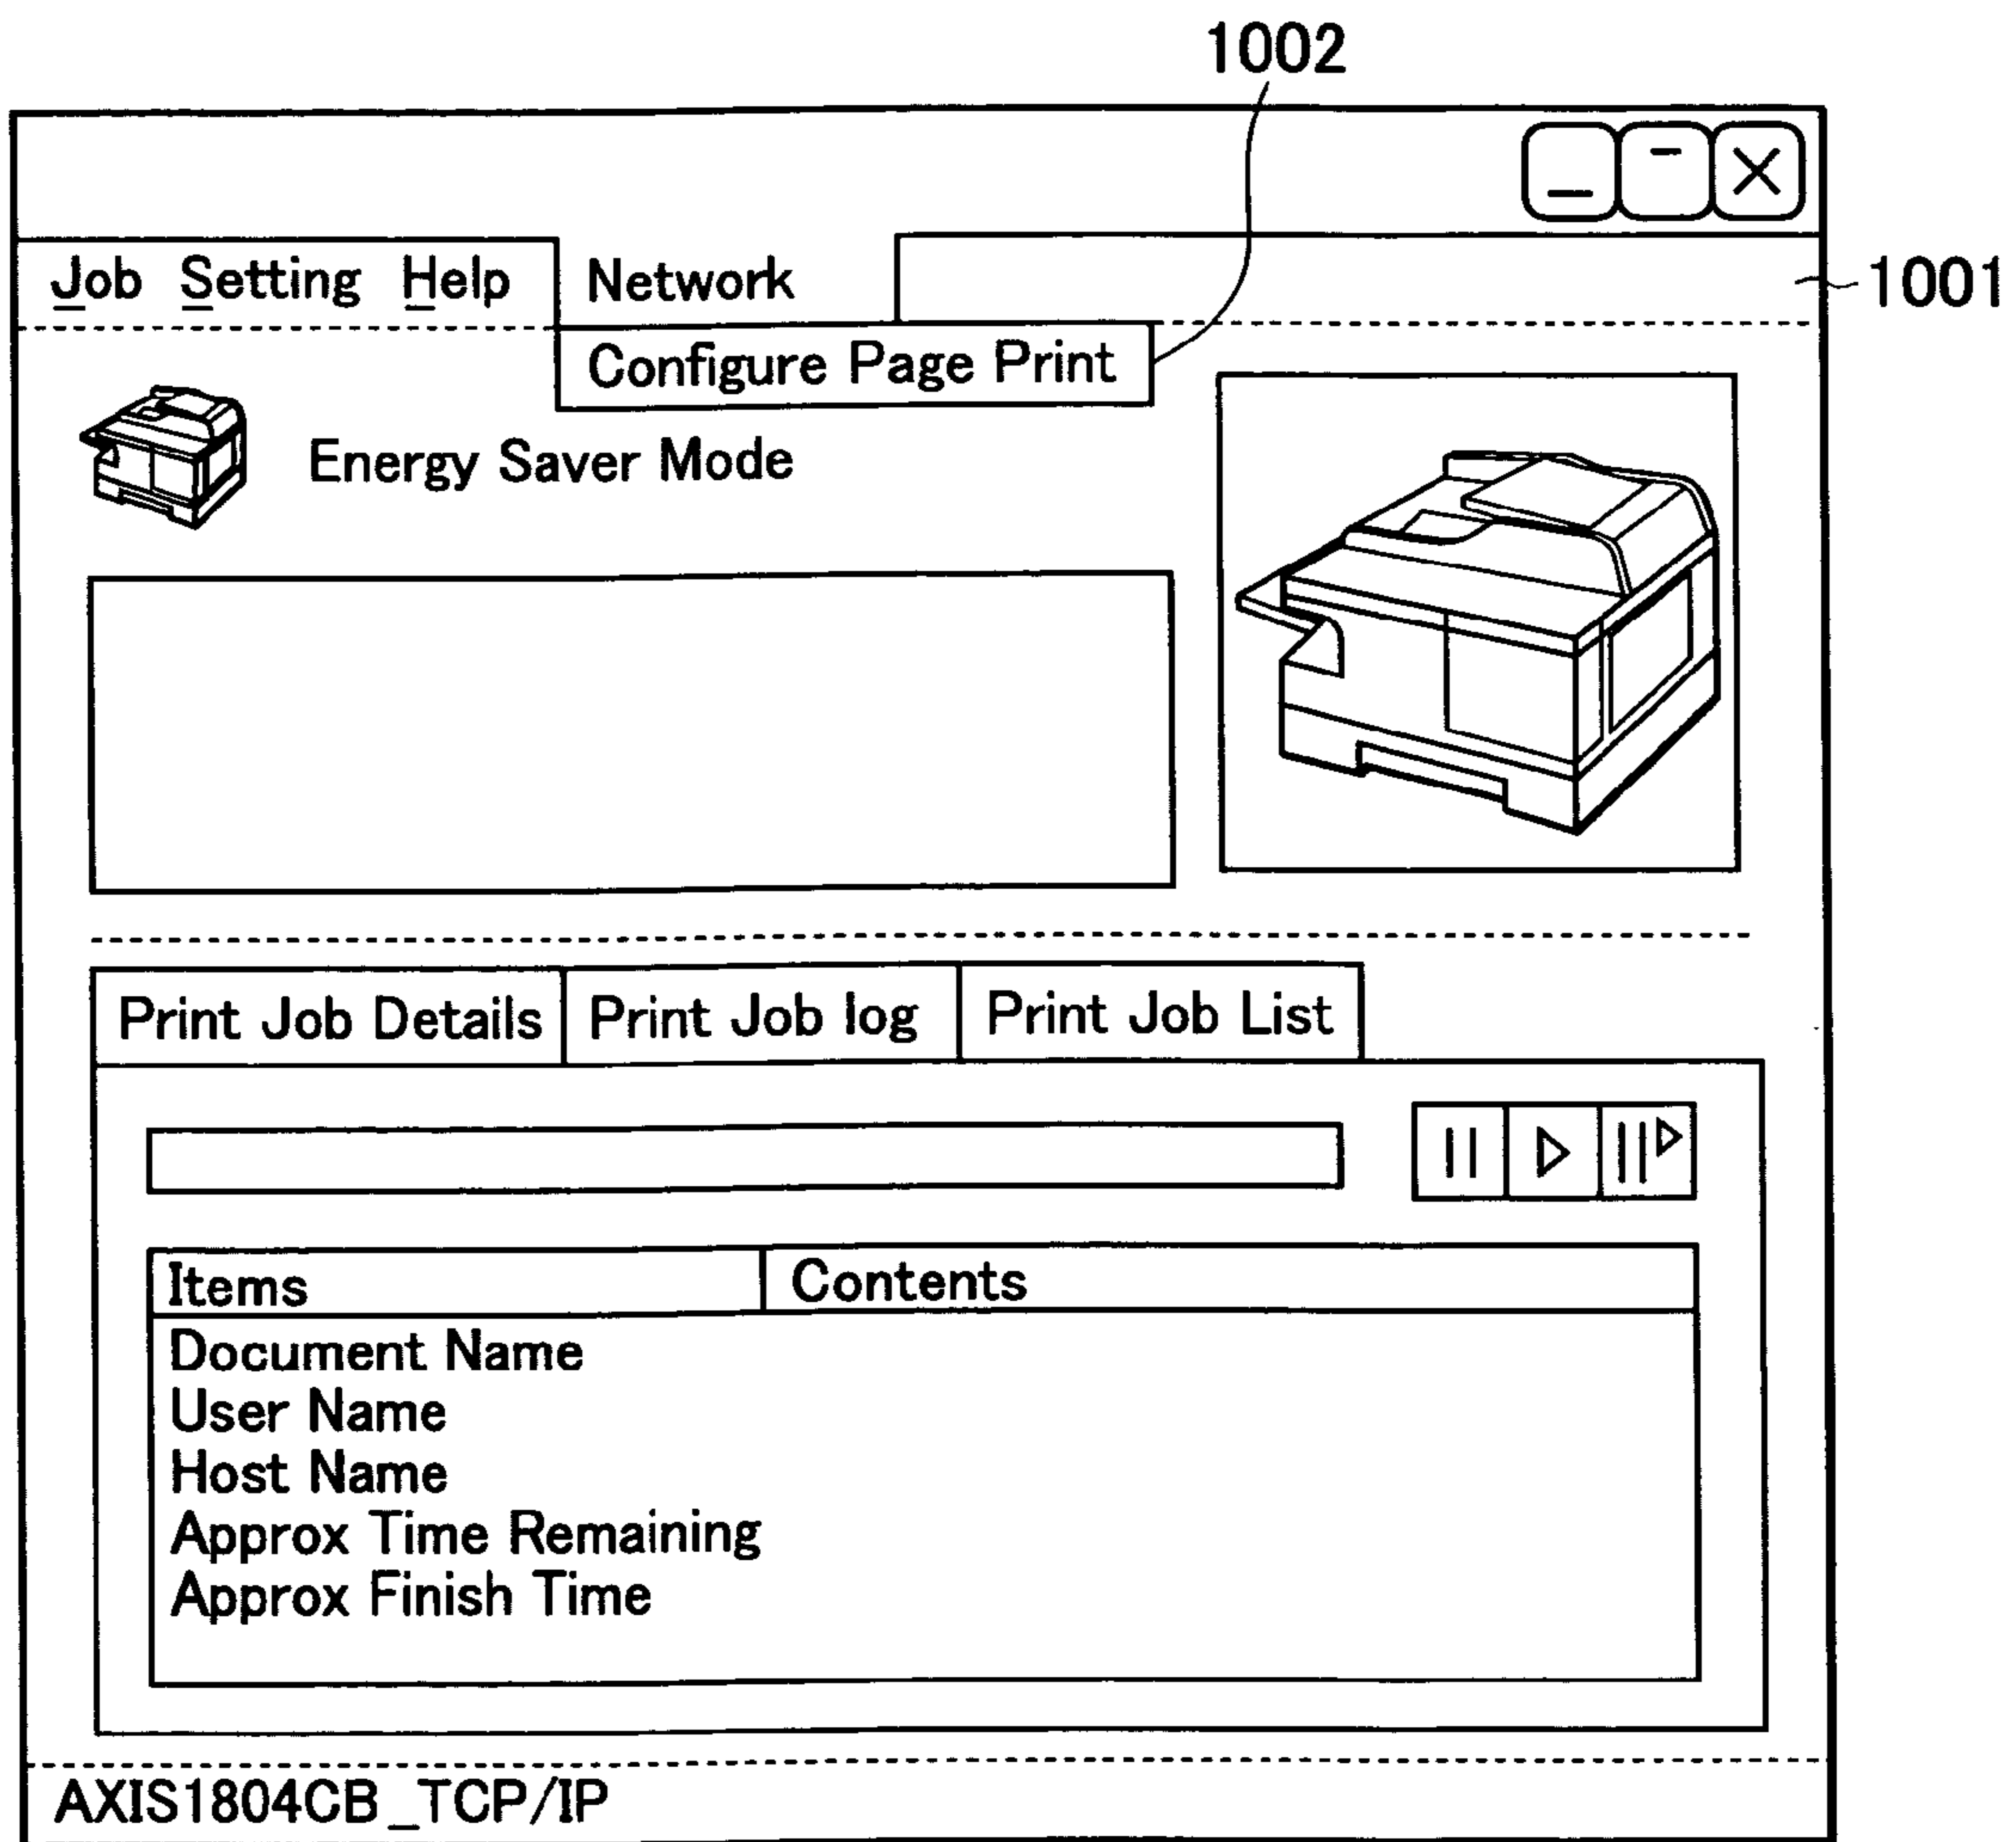 1002
Job Setting Help Network
1001
Configure Page Print
Energy Saver Mode
Print Job Details Print Job log Print Job List
Items Contents
Document Name
User Name
Host Name
Approx Time Remaining
Approx Finish Time
AXIS1804CB_TCP/IP